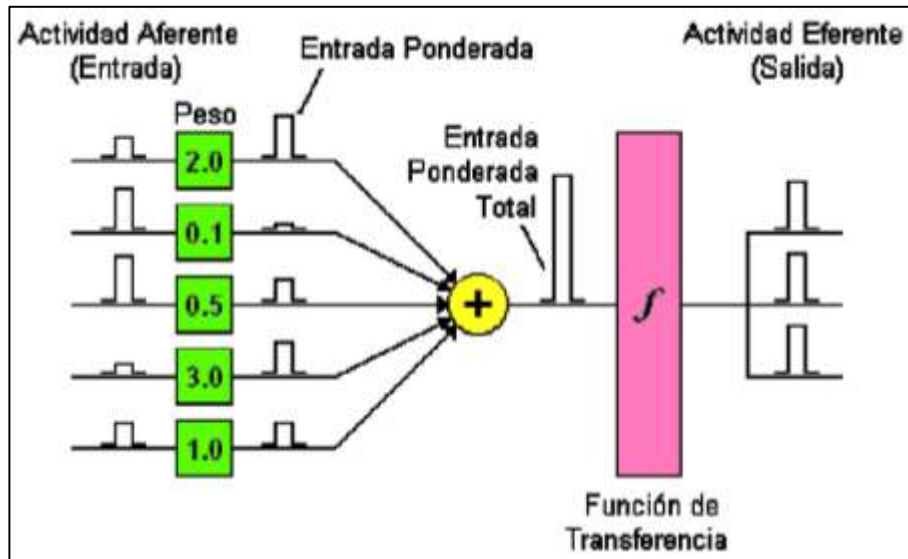 Actividad Aferente
(Entrada)
Entrada Ponderada
Actividad Eferente
(Salida)
Peso
2.0
0.1
0.5
3.0
1.0
Entrada
Ponderada
Total
+
ʃ
Función de
Transferencia